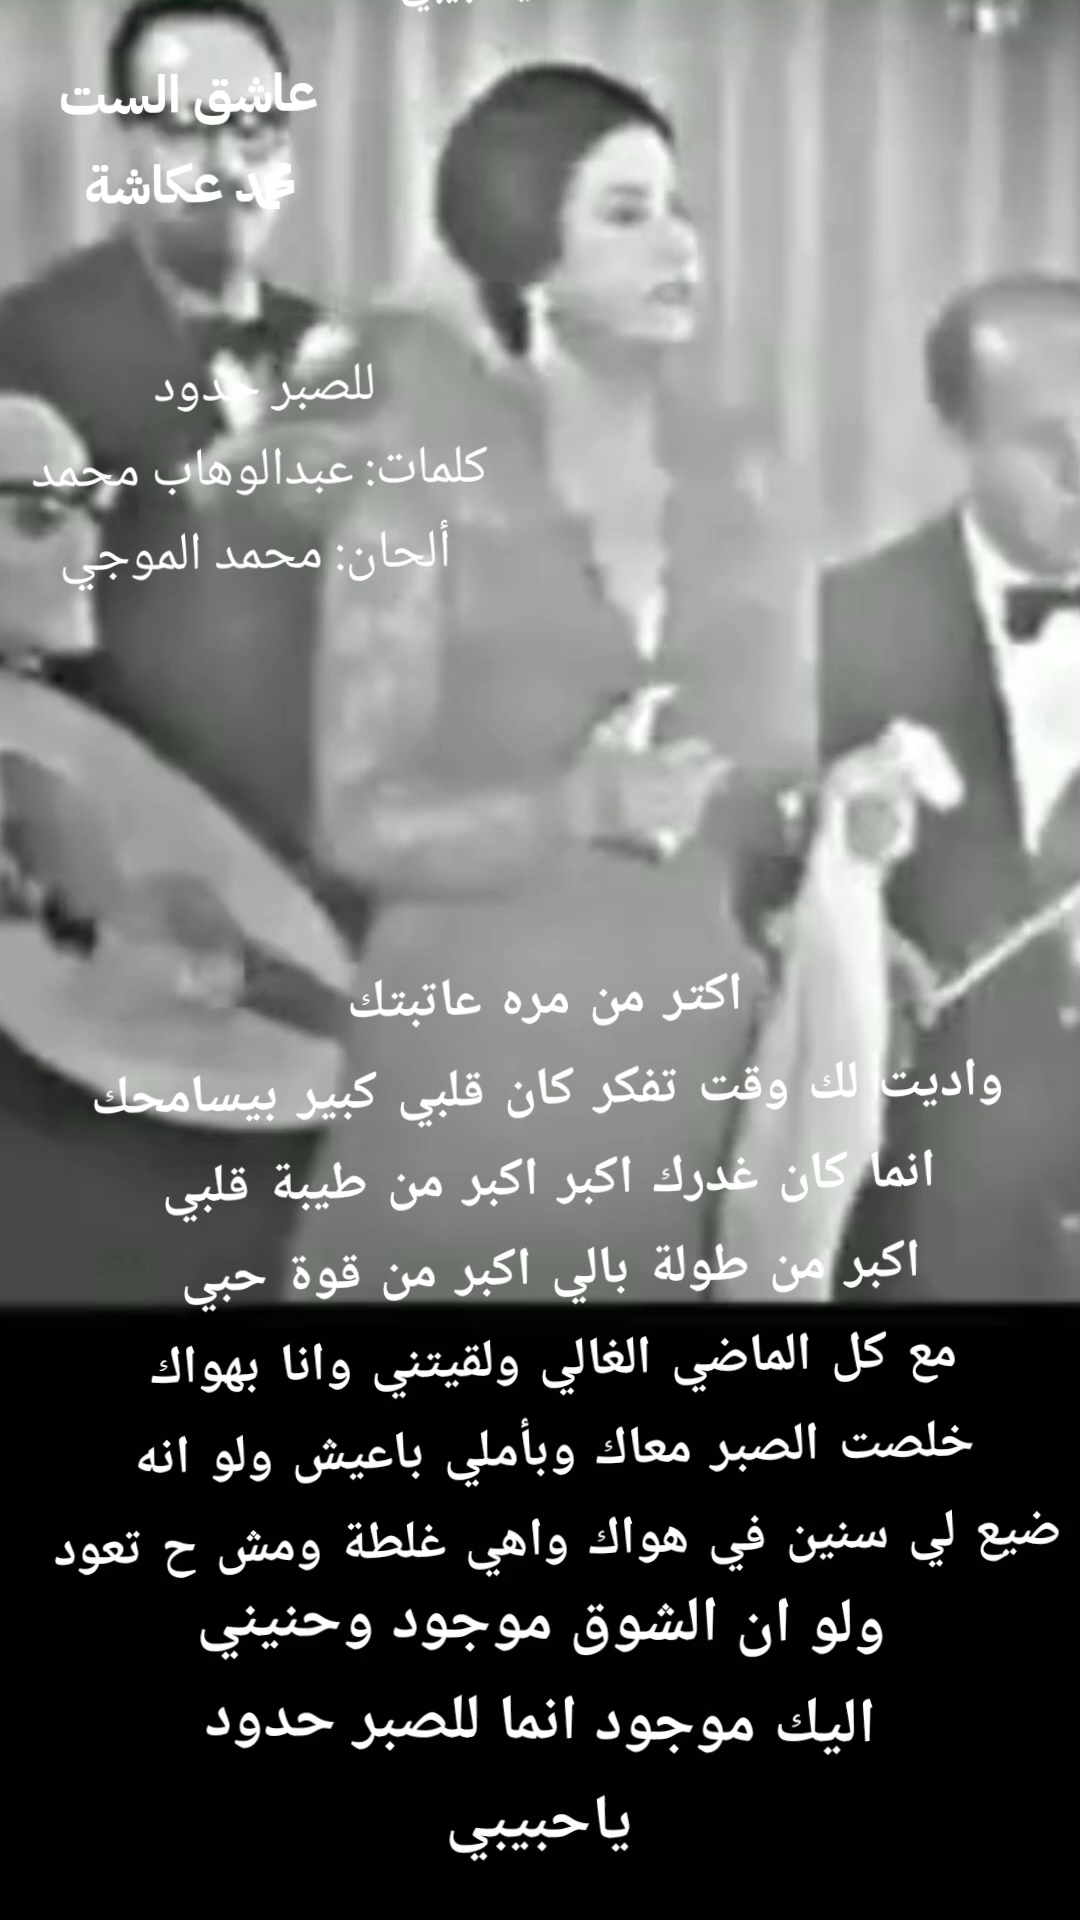 عاشق الست
محمد عكاشة
للصبر حدود
كلمات: عبدالوهاب محمد
ألحان: محمد الموجي
اكتر من مره عاتبتك
واديت لك وقت تفكر كان قلبي كبير بيسامحك
انما كان غدرك اكبر اكبر من طيبة قلبي
اكبر من طولة بالي اكبر من قوة حبي
مع كل الماضي الغالي ولقيتني وانا بهواك
خلصت الصبر معاك وبأملي باعيش ولو انه
ضيع لي سنين في هواك واهي غلطة ومش ح تعود
ولو ان الشوق موجود وحنيني
اليك موجود انما للصبر حدود
ياحبيبي